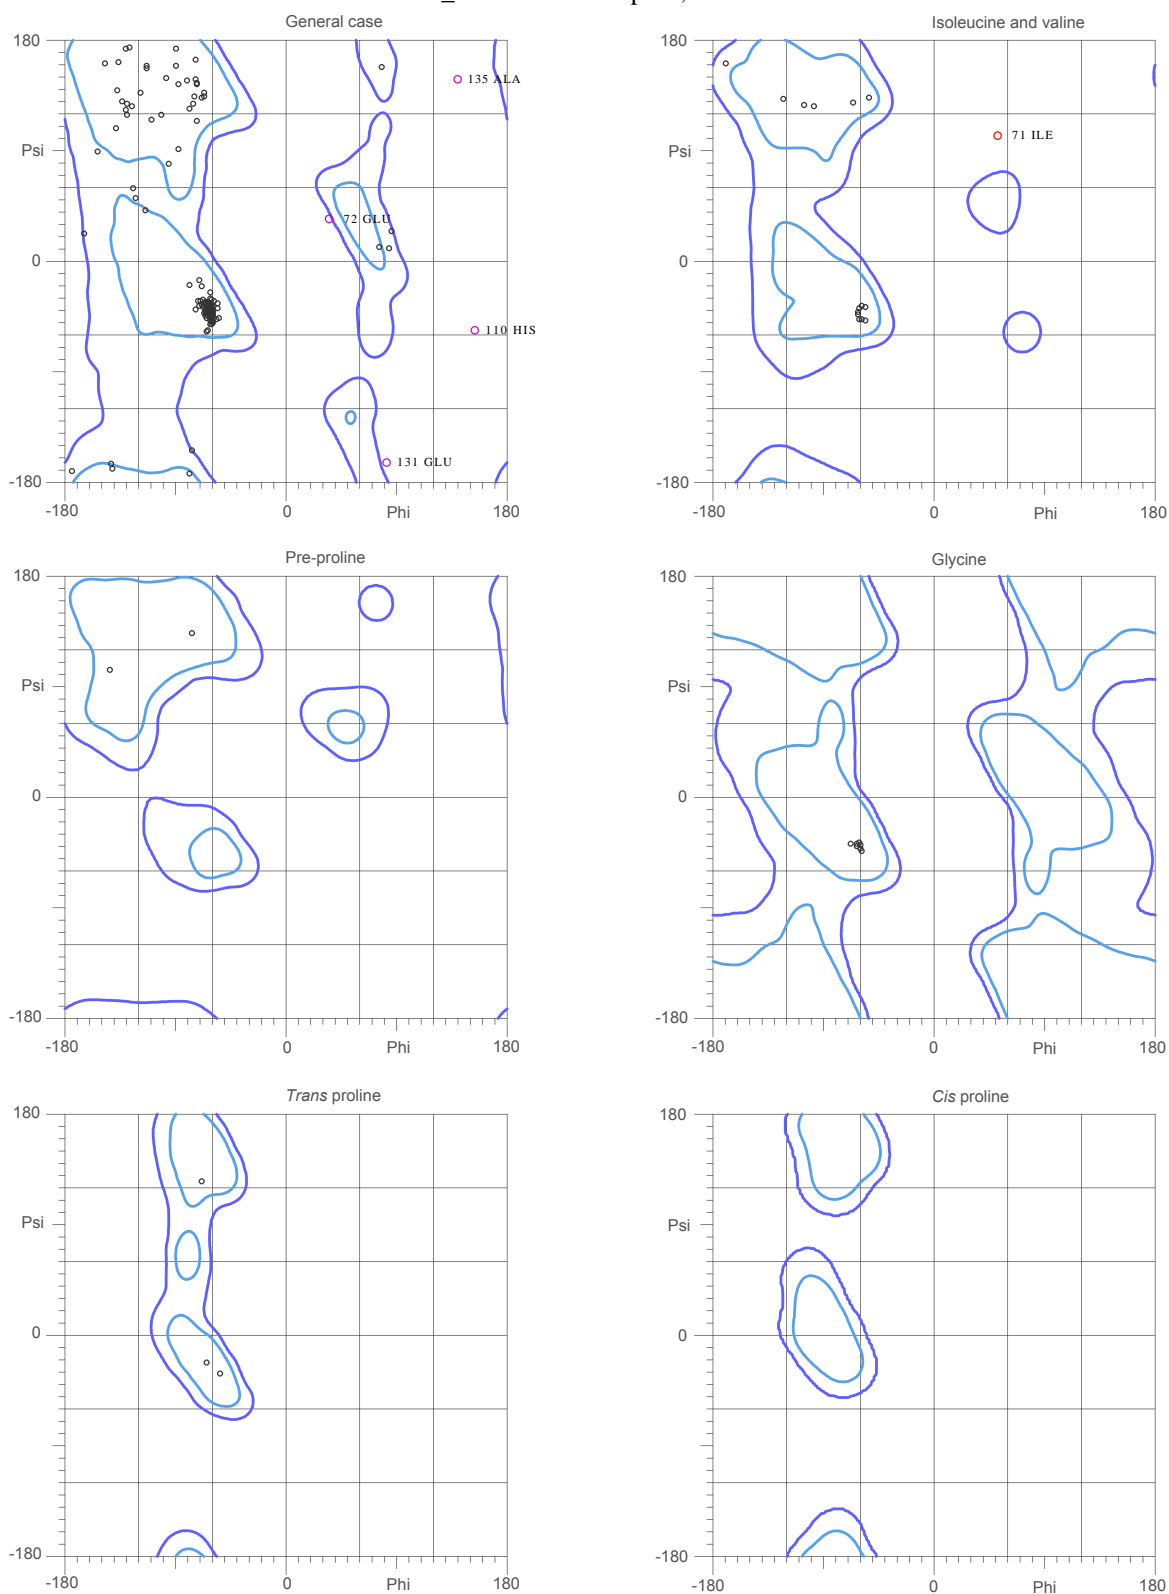 General case
Isoleucine and valine
180
135 ALA
Psi
72 GLU
0
110 HIS
131 GLU
-180
-180
0
Phi
180
180
71 ILE
Psi
0
-180
-180
0
Phi
180
Pre-proline
Glycine
180
Psi
0
-180
-180
0
Phi
180
180
Psi
0
-180
-180
0
Phi
180
Trans proline
Cis proline
180
Psi
0
-180
-180
0
Phi
180
180
Psi
0
-180
-180
0
Phi
180